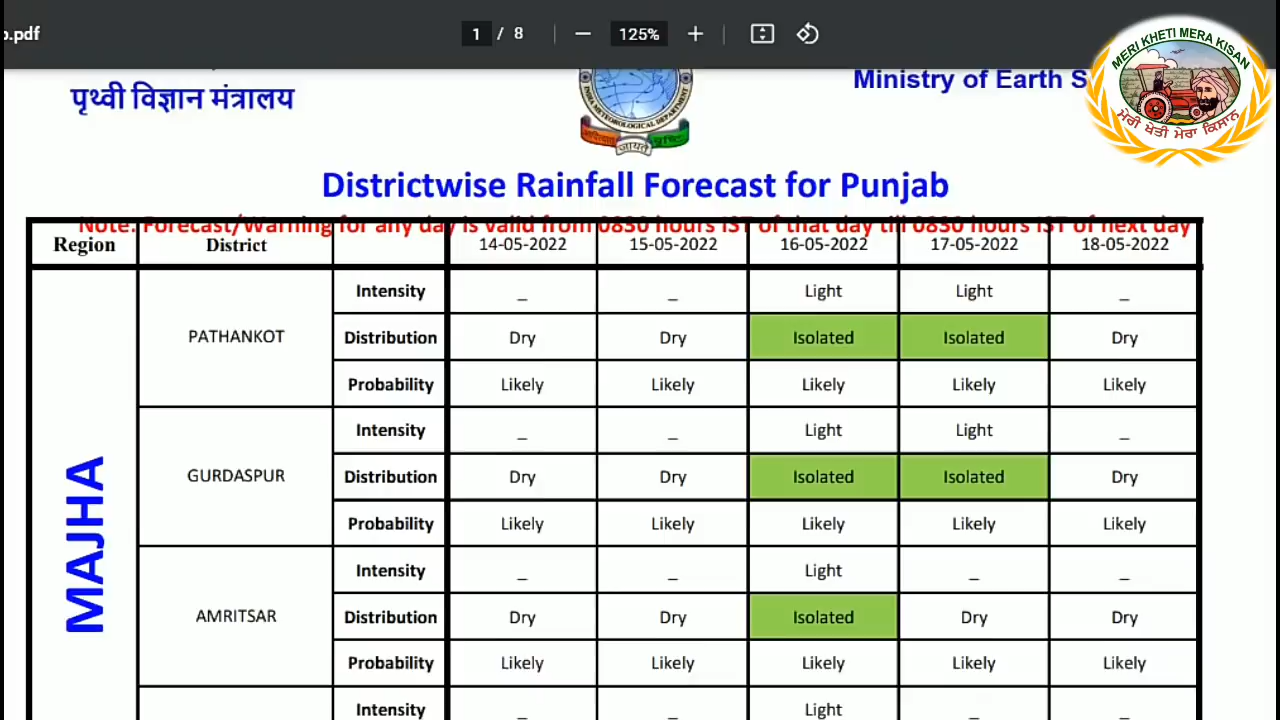 o.pdf
1 / 8
125%
MERI KHETI MERA KISAN
ਮੇਰੀ ਖੇਤੀ ਮੇਰਾ ਕਿਸਾਨ
पृथ्वी विज्ञान मंत्रालय
INDIA METEOROLOGICAL DEPARTMENT
जायते
Ministry of Earth S
Districtwise Rainfall Forecast for Punjab
Note: Forecast/Warning for any day is valid from 0830 hours IST of that day till 0830 hours IST of next day
Region District 14-05-2022 15-05-2022 16-05-2022 17-05-2022 18-05-2022
MAJHA
PATHANKOT
Intensity _ _ Light Light _
Distribution Dry Dry Isolated Isolated Dry
Probability Likely Likely Likely Likely Likely
GURDASPUR
Intensity _ _ Light Light _
Distribution Dry Dry Isolated Isolated Dry
Probability Likely Likely Likely Likely Likely
AMRITSAR
Intensity _ _ Light _ _
Distribution Dry Dry Isolated Dry Dry
Probability Likely Likely Likely Likely Likely
Intensity _ _ Light _ _